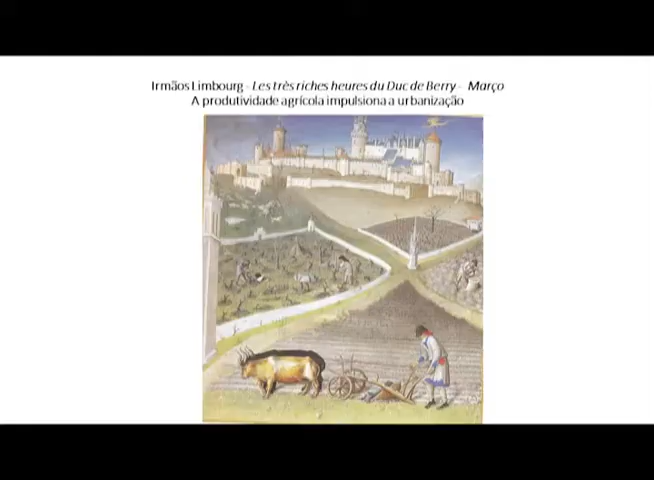 Irmãos Limbourg - Les très riches heures du Duc de Berry - Março
A produtividade agrícola impulsiona a urbanização